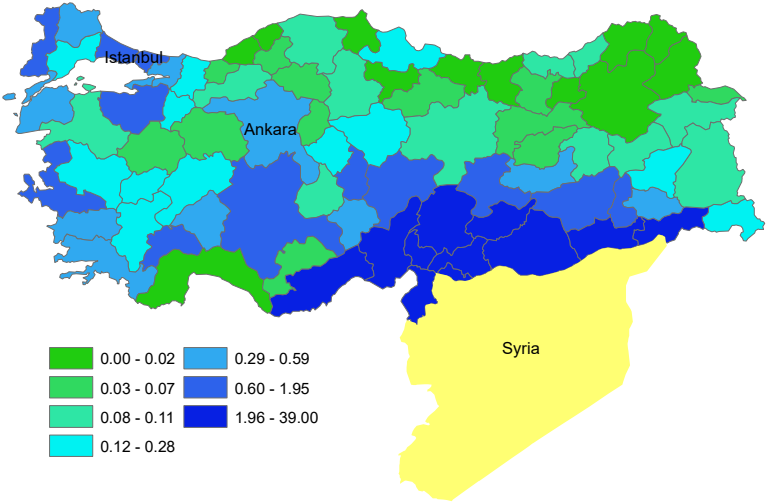 Istanbul
Ankara
Syria
0.00 - 0.02
0.29 - 0.59
0.03 - 0.07
0.60 - 1.95
0.08 - 0.11
1.96 - 39.00
0.12 - 0.28